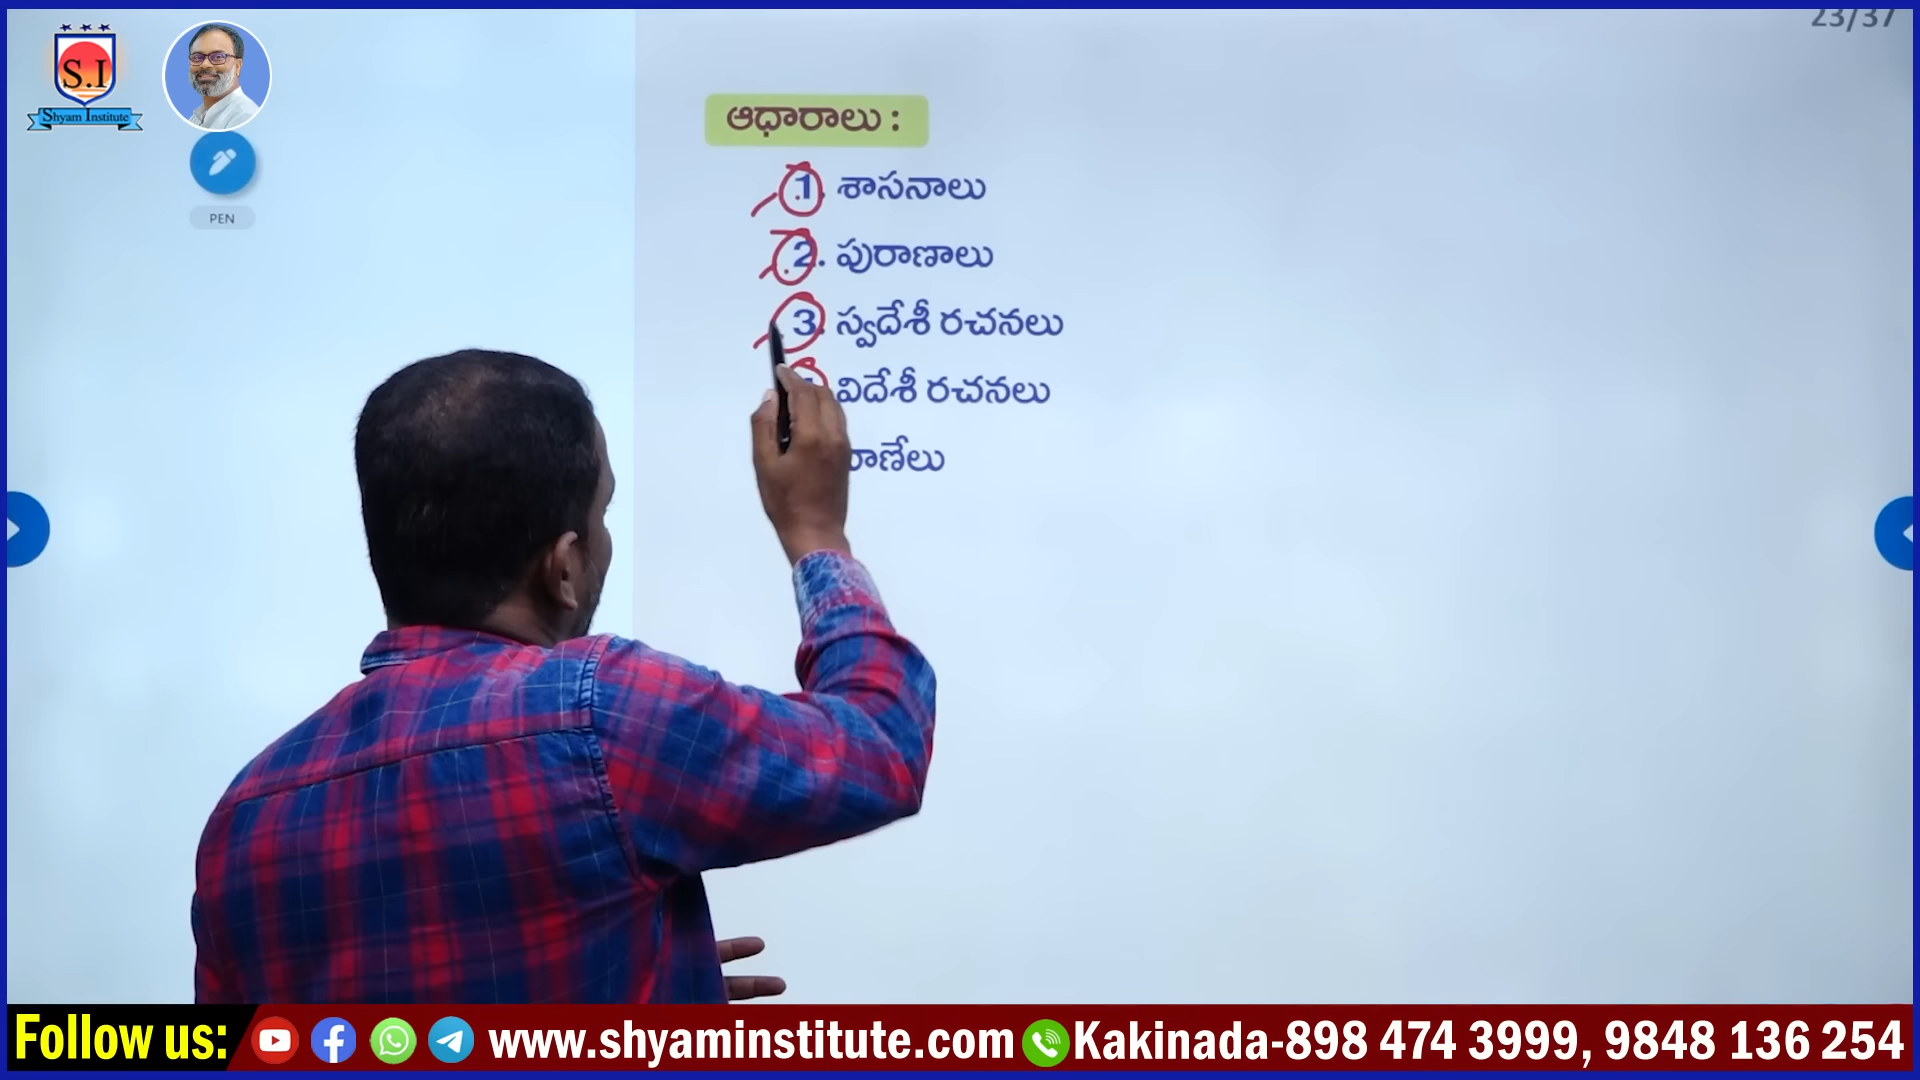 23/37
S.I
Shyam Institute
PEN
ఆధారాలు :
1. శాసనాలు
2. పురాణాలు
3. స్వదేశీ రచనలు
విదేశీ రచనలు
Follow us: www.shyaminstitute.com Kakinada-898 474 3999, 9848 136 254